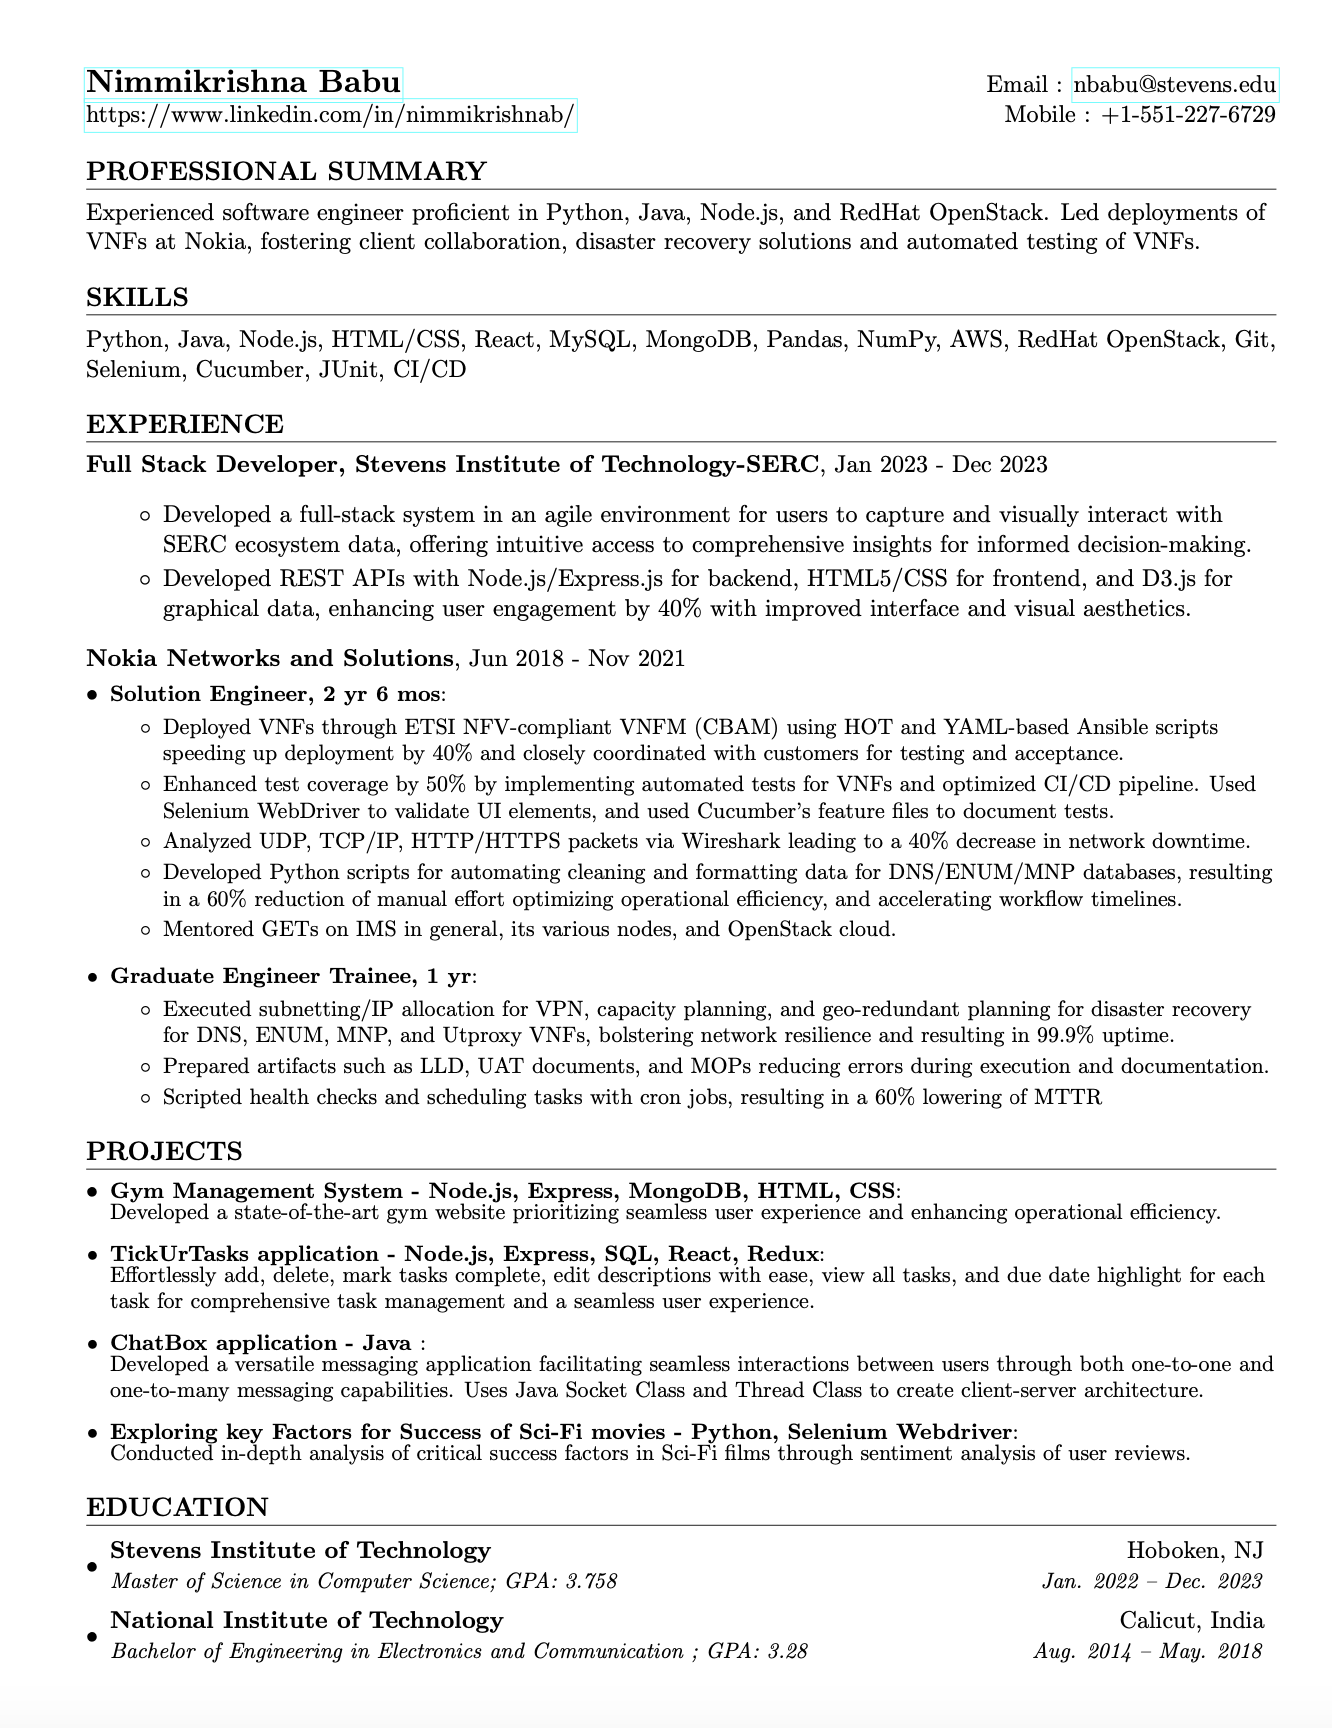 Nimmikrishna Babu
Email : nbabu@stevens.edu
https://www.linkedin.com/in/nimmikrishnab/
Mobile : +1-551-227-6729
PROFESSIONAL SUMMARY
Experienced software engineer proficient in Python, Java, Node.js, and RedHat OpenStack. Led deployments of
VNFs at Nokia, fostering client collaboration, disaster recovery solutions and automated testing of VNFs.
SKILLS
Python, Java, Node.js, HTML/CSS, React, MySQL, MongoDB, Pandas, NumPy, AWS, RedHat OpenStack, Git,
Selenium, Cucumber, JUnit, CI/CD
EXPERIENCE
Full Stack Developer, Stevens Institute of Technology-SERC, Jan 2023 - Dec 2023
◦ Developed a full-stack system in an agile environment for users to capture and visually interact with
SERC ecosystem data, offering intuitive access to comprehensive insights for informed decision-making.
◦ Developed REST APIs with Node.js/Express.js for backend, HTML5/CSS for frontend, and D3.js for
graphical data, enhancing user engagement by 40% with improved interface and visual aesthetics.
Nokia Networks and Solutions, Jun 2018 - Nov 2021
• Solution Engineer, 2 yr 6 mos:
◦ Deployed VNFs through ETSI NFV-compliant VNFM (CBAM) using HOT and YAML-based Ansible scripts
speeding up deployment by 40% and closely coordinated with customers for testing and acceptance.
◦ Enhanced test coverage by 50% by implementing automated tests for VNFs and optimized CI/CD pipeline. Used
Selenium WebDriver to validate UI elements, and used Cucumber's feature files to document tests.
◦ Analyzed UDP, TCP/IP, HTTP/HTTPS packets via Wireshark leading to a 40% decrease in network downtime.
◦ Developed Python scripts for automating cleaning and formatting data for DNS/ENUM/MNP databases, resulting
in a 60% reduction of manual effort optimizing operational efficiency, and accelerating workflow timelines.
◦ Mentored GETs on IMS in general, its various nodes, and OpenStack cloud.
• Graduate Engineer Trainee, 1 yr:
◦ Executed subnetting/IP allocation for VPN, capacity planning, and geo-redundant planning for disaster recovery
for DNS, ENUM, MNP, and Utproxy VNFs, bolstering network resilience and resulting in 99.9% uptime.
◦ Prepared artifacts such as LLD, UAT documents, and MOPs reducing errors during execution and documentation.
◦ Scripted health checks and scheduling tasks with cron jobs, resulting in a 60% lowering of MTTR
PROJECTS
• Gym Management System - Node.js, Express, MongoDB, HTML, CSS:
Developed a state-of-the-art gym website prioritizing seamless user experience and enhancing operational efficiency.
• TickUrTasks application - Node.js, Express, SQL, React, Redux:
Effortlessly add, delete, mark tasks complete, edit descriptions with ease, view all tasks, and due date highlight for each
task for comprehensive task management and a seamless user experience.
• ChatBox application - Java :
Developed a versatile messaging application facilitating seamless interactions between users through both one-to-one and
one-to-many messaging capabilities. Uses Java Socket Class and Thread Class to create client-server architecture.
• Exploring key Factors for Success of Sci-Fi movies - Python, Selenium Webdriver:
Conducted in-depth analysis of critical success factors in Sci-Fi films through sentiment analysis of user reviews.
EDUCATION
• Stevens Institute of Technology Hoboken, NJ
Master of Science in Computer Science; GPA: 3.758 Jan. 2022 – Dec. 2023
• National Institute of Technology Calicut, India
Bachelor of Engineering in Electronics and Communication ; GPA: 3.28 Aug. 2014 – May. 2018